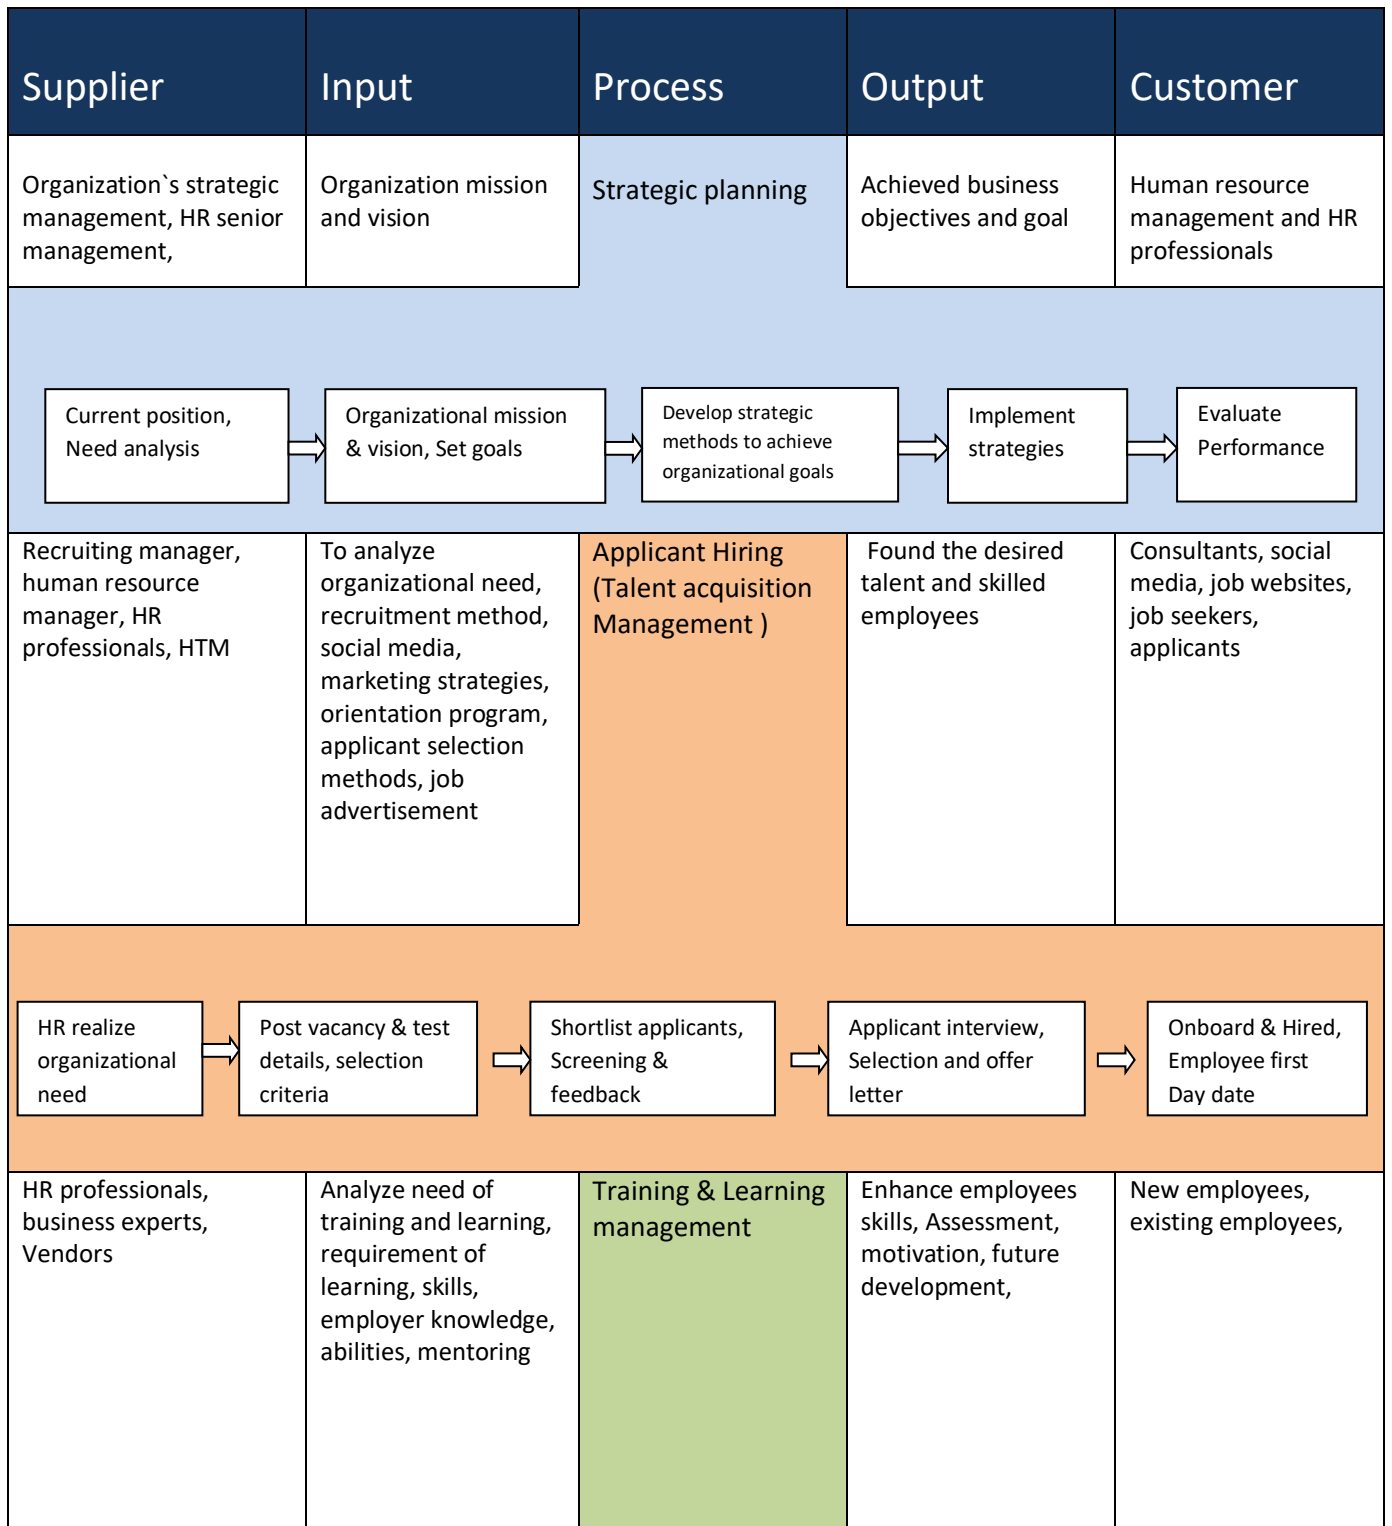 Supplier
Input
Process
Output
Customer
Organization`s strategic
management, HR senior
management,
Organization mission
and vision
Strategic planning
Achieved business
objectives and goal
Human resource
management and HR
professionals
Current position,
Need analysis
Organizational mission
& vision, Set goals
Develop strategic
methods to achieve
organizational goals
Implement
strategies
Evaluate
Performance
Recruiting manager,
human resource
manager, HR
professionals, HTM
To analyze
organizational need,
recruitment method,
social media,
marketing strategies,
orientation program,
applicant selection
methods, job
advertisement
Applicant Hiring
(Talent acquisition
Management )
Found the desired
talent and skilled
employees
Consultants, social
media, job websites,
job seekers,
applicants
HR realize
organizational
need
Post vacancy & test
details, selection
criteria
Shortlist applicants,
Screening &
feedback
Applicant interview,
Selection and offer
letter
Onboard & Hired,
Employee first
Day date
HR professionals,
business experts,
Vendors
Analyze need of
training and learning,
requirement of
learning, skills,
employer knowledge,
abilities, mentoring
Training & Learning
management
Enhance employees
skills, Assessment,
motivation, future
development,
New employees,
existing employees,